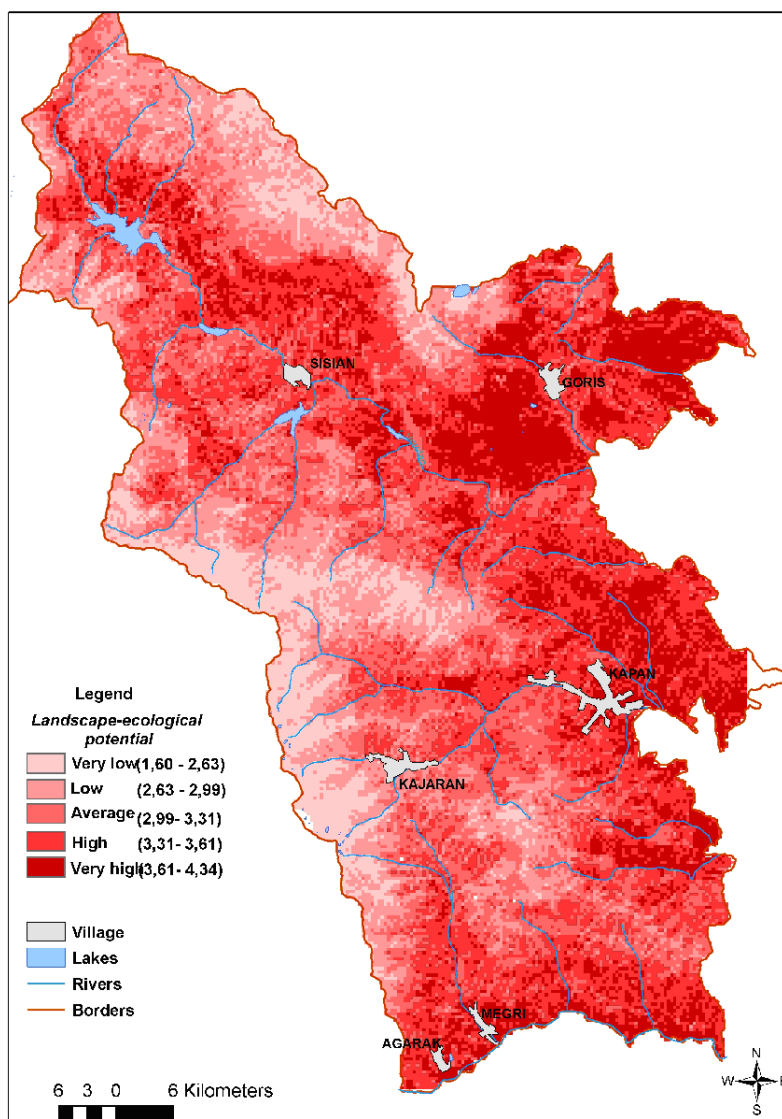 SISIAN
GORIS
KAPAN
KAJARAN
MEGRI
AGARAK
Legend
Landscape-ecological
potential
Very low(1,60 - 2,63)
Low (2,63 - 2,99)
Average (2,99- 3,31)
High (3,31 - 3,61)
Very high(3,61- 4,34)
Village
Lakes
Rivers
Borders
6 3 0 6 Kilometers
N
W E
S